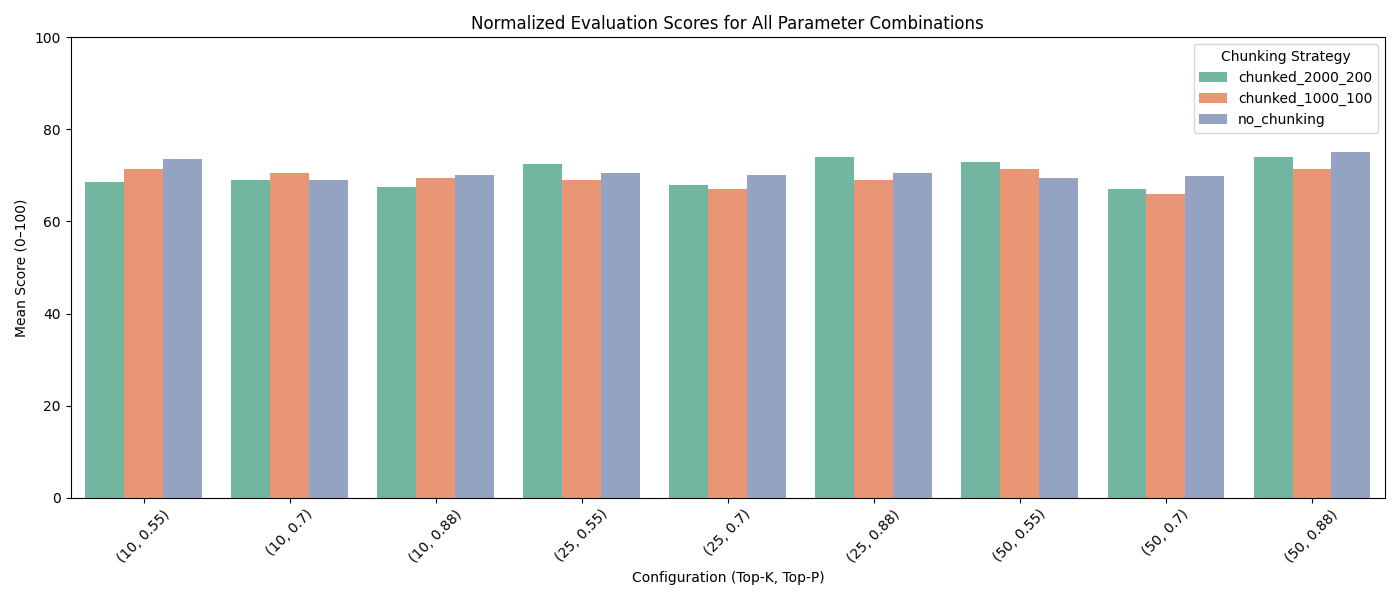 Normalized Evaluation Scores for All Parameter Combinations
100
80
60
40
20
0
Mean Score (0–100)
Chunking Strategy
chunked_2000_200
chunked_1000_100
no_chunking
(10, 0.55)
(10, 0.7)
(10, 0.88)
(25, 0.55)
(25, 0.7)
(25, 0.88)
(50, 0.55)
(50, 0.7)
(50, 0.88)
Configuration (Top-K, Top-P)